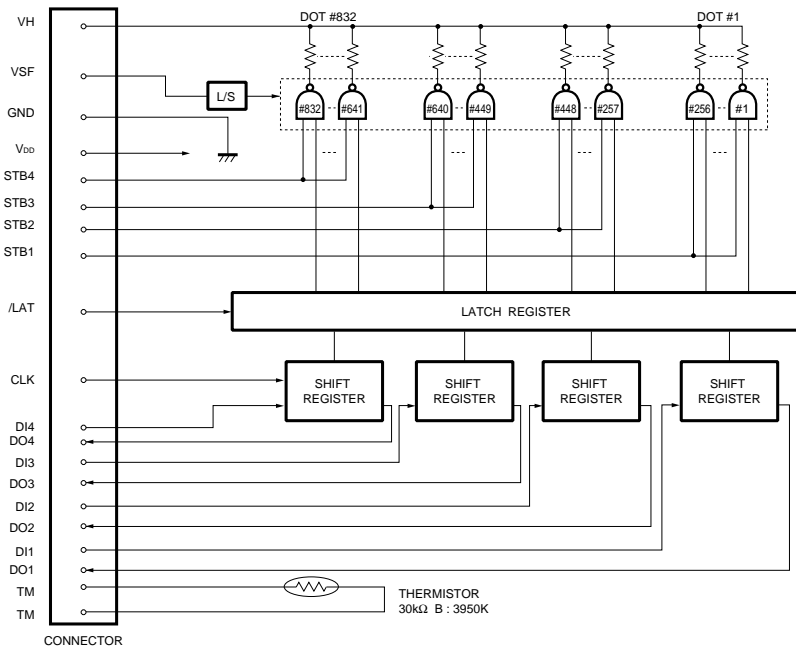 VH
DOT #832
DOT #1
VSF
L/S
#832
#641
#640
#449
#448
#257
#256
#1
GND
VDD
STB4
STB3
STB2
STB1
/LAT
LATCH REGISTER
CLK
SHIFT
REGISTER
SHIFT
REGISTER
SHIFT
REGISTER
SHIFT
REGISTER
DI4
DO4
DI3
DO3
DI2
DO2
DI1
DO1
TM
TM
THERMISTOR
30kΩ B : 3950K
CONNECTOR